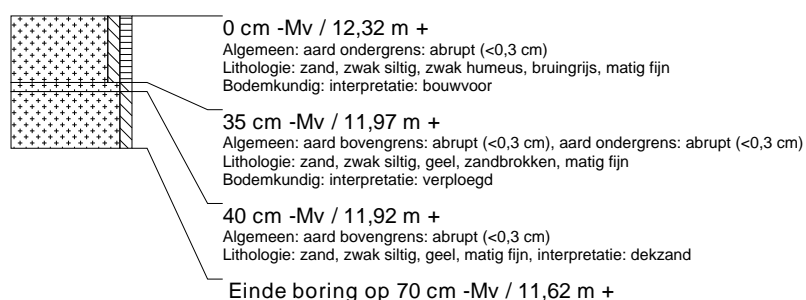 0 cm -Mv / 12,32 m +
Algemeen: aard ondergrens: abrupt (<0,3 cm)
Lithologie: zand, zwak siltig, zwak humeus, bruingrijs, matig fijn
Bodemkundig: interpretatie: bouwvoor
35 cm -Mv / 11,97 m +
Algemeen: aard bovengrens: abrupt (<0,3 cm), aard ondergrens: abrupt (<0,3 cm)
Lithologie: zand, zwak siltig, geel, zandbrokken, matig fijn
Bodemkundig: interpretatie: verploegd
40 cm -Mv / 11,92 m +
Algemeen: aard bovengrens: abrupt (<0,3 cm)
Lithologie: zand, zwak siltig, geel, matig fijn, interpretatie: dekzand
Einde boring op 70 cm -Mv / 11,62 m +